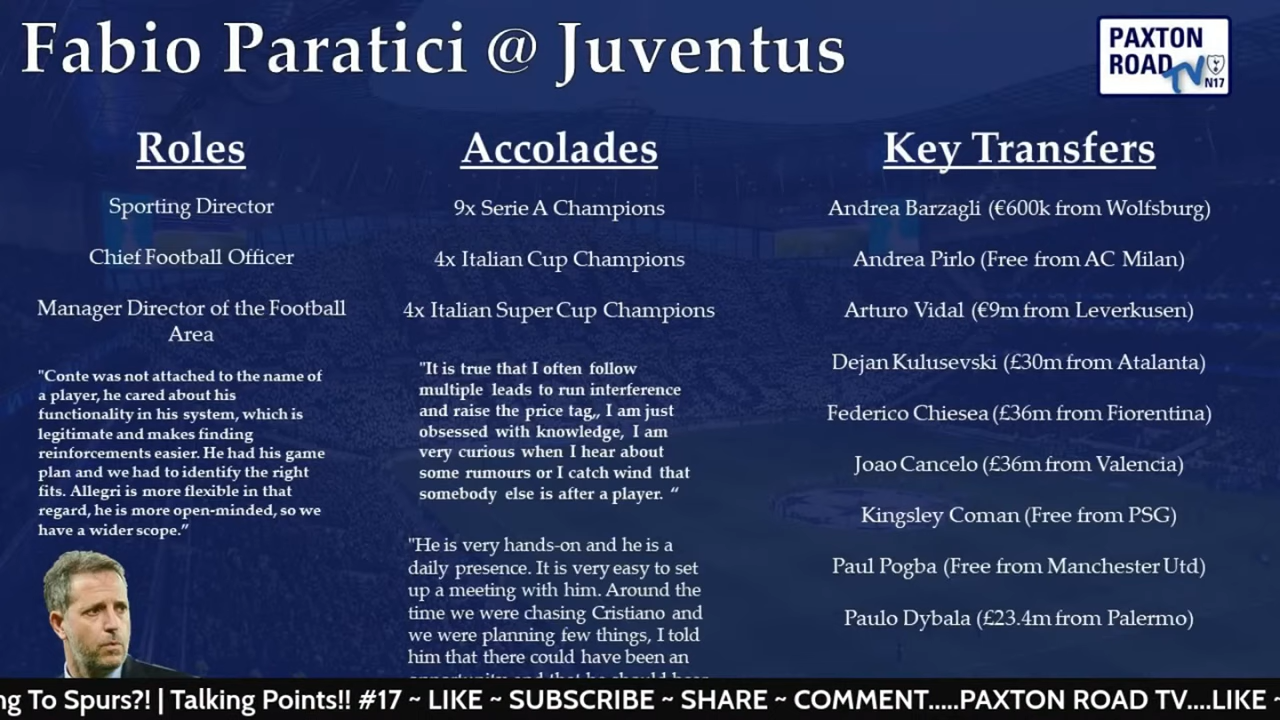 Fabio Paratici @ Juventus
PAXTON
ROAD
TV
N17
Roles
Sporting Director
Chief Football Officer
Manager Director of the Football
Area
"Conte was not attached to the name of
a player, he cared about his
functionality in his system, which is
legitimate and makes finding
reinforcements easier. He had his game
plan and we had to identify the right
fits. Allegri is more flexible in that
regard, he is more open-minded, so we
have a wider scope.”
Accolades
9x Serie A Champions
4x Italian Cup Champions
4x Italian Super Cup Champions
"It is true that I often follow
multiple leads to run interference
and raise the price tag,, I am just
obsessed with knowledge, I am
very curious when I hear about
some rumours or I catch wind that
somebody else is after a player. “
"He is very hands-on and he is a
daily presence. It is very easy to set
up a meeting with him. Around the
time we were chasing Cristiano and
we were planning few things, I told
him that there could have been an
opportunity and that he should hear
Key Transfers
Andrea Barzagli (€600k from Wolfsburg)
Andrea Pirlo (Free from AC Milan)
Arturo Vidal (€9m from Leverkusen)
Dejan Kulusevski (£30m from Atalanta)
Federico Chiesea (£36m from Fiorentina)
Joao Cancelo (£36m from Valencia)
Kingsley Coman (Free from PSG)
Paul Pogba (Free from Manchester Utd)
Paulo Dybala (£23.4m from Palermo)
ng To Spurs?! | Talking Points!! #17 ~ LIKE ~ SUBSCRIBE ~ SHARE ~ COMMENT.....PAXTON ROAD TV....LIKE ~